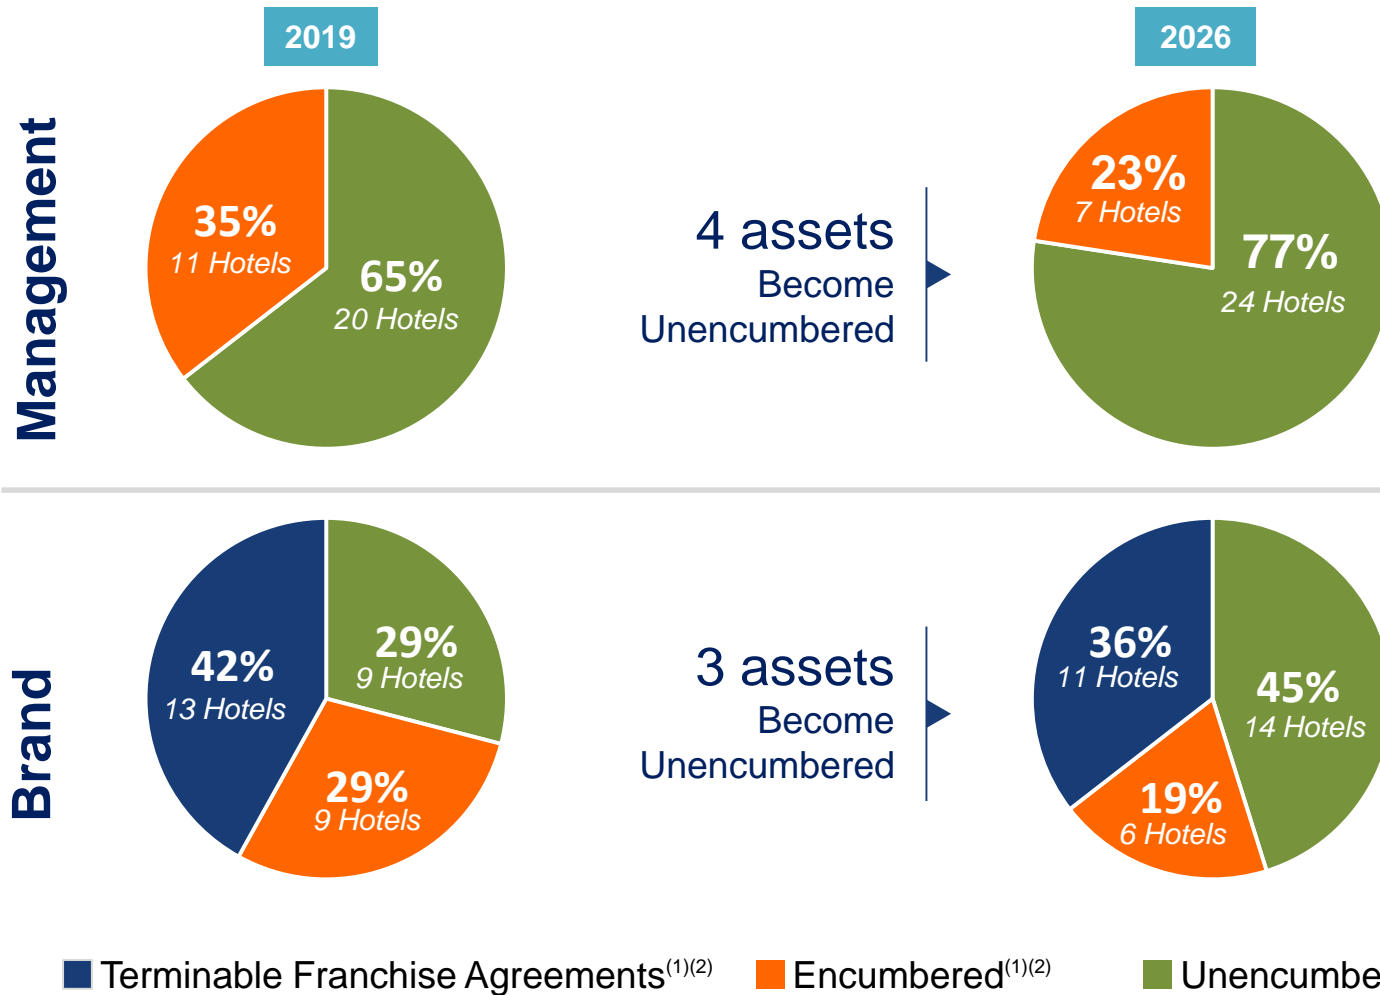 2019
2026
Management
35%
11 Hotels
65%
20 Hotels
4 assets
Become
Unencumbered
23%
7 Hotels
77%
24 Hotels
Brand
42%
13 Hotels
29%
9 Hotels
29%
9 Hotels
3 assets
Become
Unencumbered
36%
11 Hotels
45%
14 Hotels
19%
6 Hotels
Terminable Franchise Agreements(1)(2)
Encumbered(1)(2)